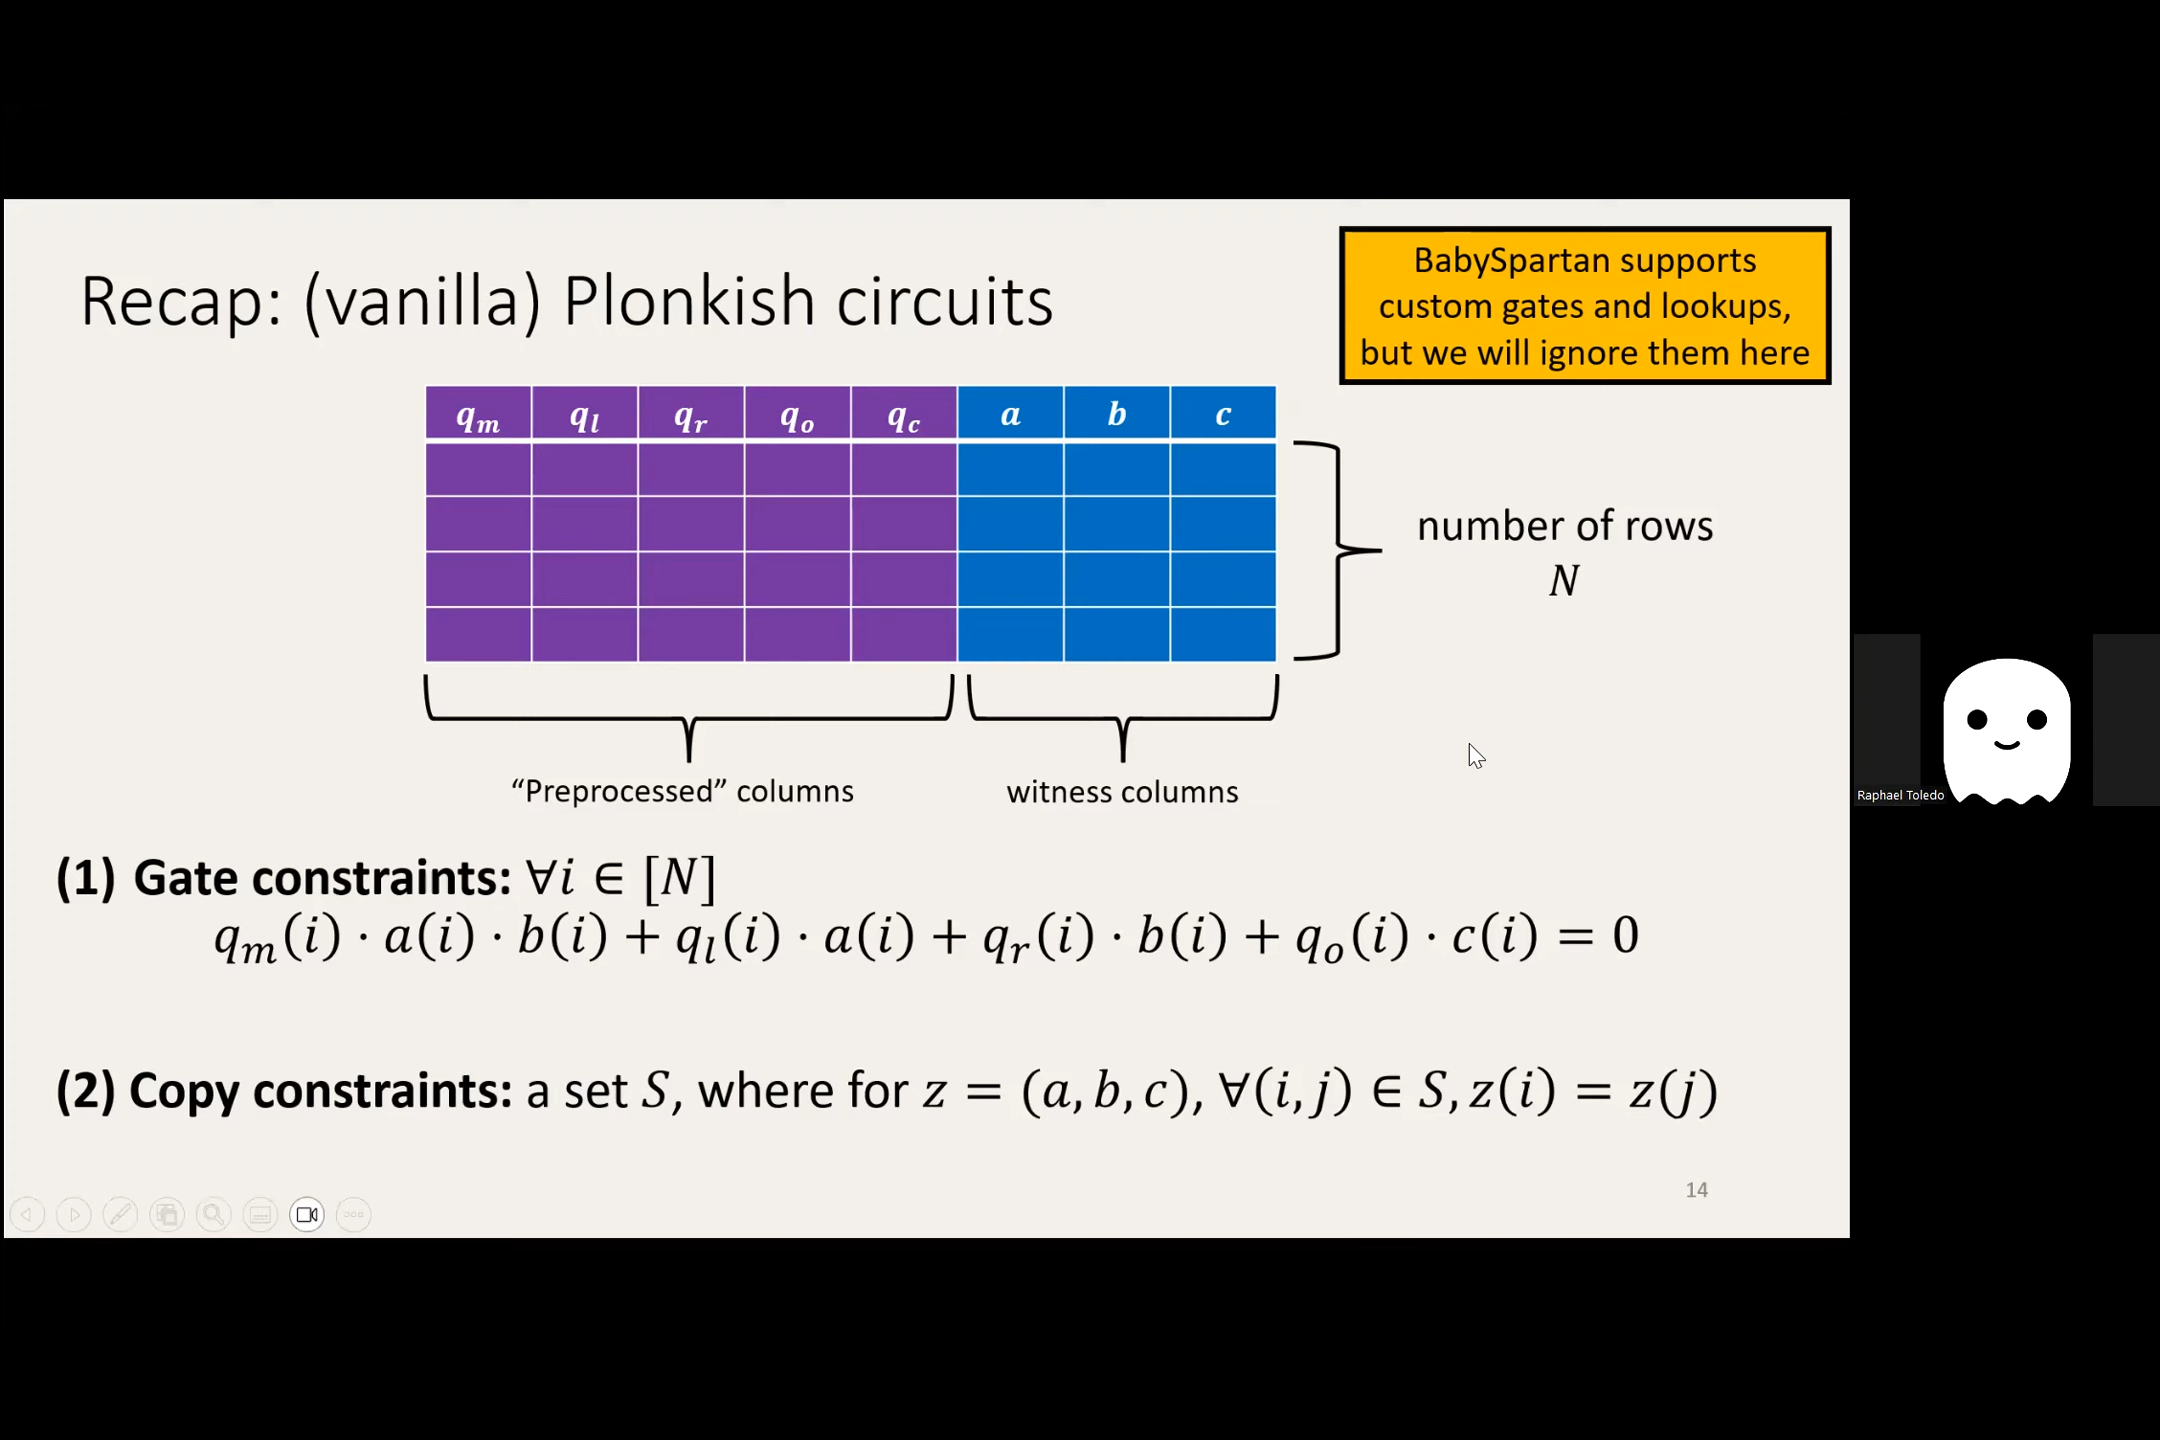 Recap: (vanilla) Plonkish circuits
BabySpartan supports
custom gates and lookups,
but we will ignore them here
q_m q_l q_r q_o q_c a b c
number of rows
N
“Preprocessed” columns
witness columns
Raphael Toledo
(1) Gate constraints: ∀i ∈ [N]
q_m(i) · a(i) · b(i) + q_l(i) · a(i) + q_r(i) · b(i) + q_o(i) · c(i) = 0
(2) Copy constraints: a set S, where for z = (a, b, c), ∀(i, j) ∈ S, z(i) = z(j)
14